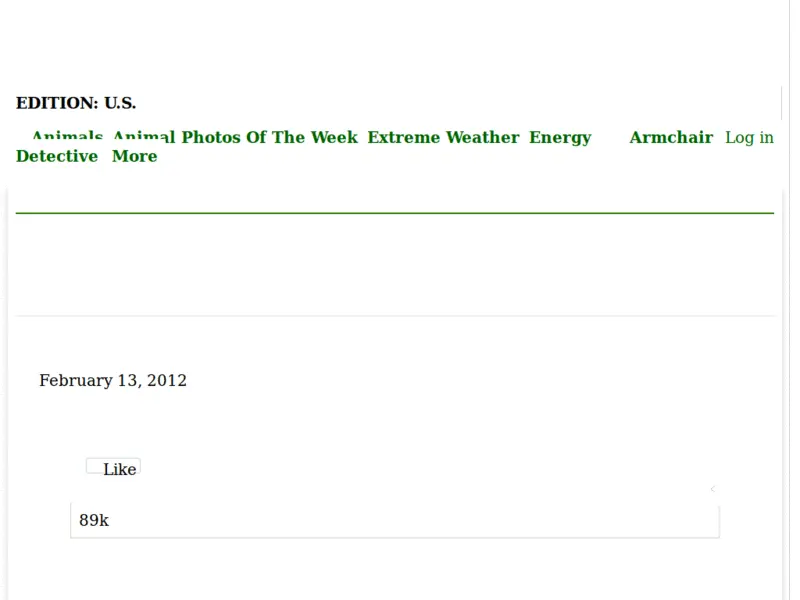 EDITION: U.S.
Animals Animal Photos Of The Week Extreme Weather Energy Armchair Log in
Detective More
February 13, 2012
Like
89k